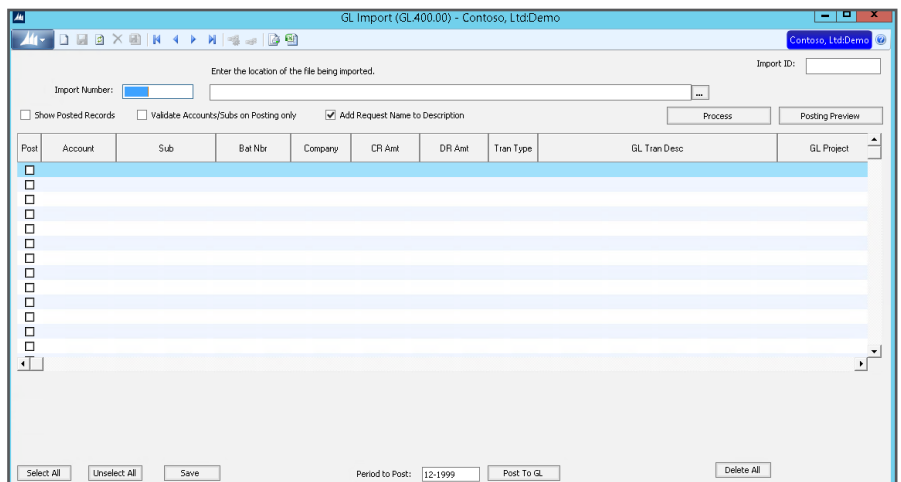 GL Import (GL.400.00) - Contoso, Ltd:Demo
Contoso, Ltd:Demo
Enter the location of the file being imported.
Import ID:
Import Number:
...
Show Posted Records Validate Accounts/Subs on Posting only Add Request Name to Description Process Posting Preview
Post Account Sub Bat Nbr Company CR Amt DR Amt Tran Type GL Tran Desc GL Project
Select All Unselect All Save Period to Post: 12-1999 Post To GL Delete All